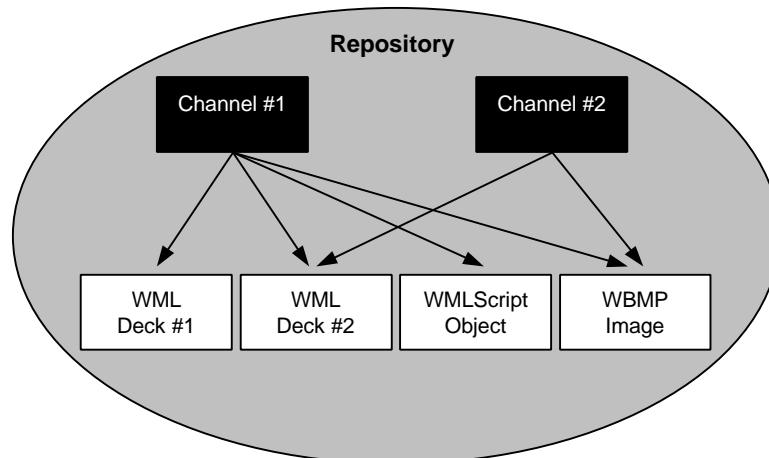 Repository
Channel #1
Channel #2
WML
Deck #1
WML
Deck #2
WMLScript
Object
WBMP
Image